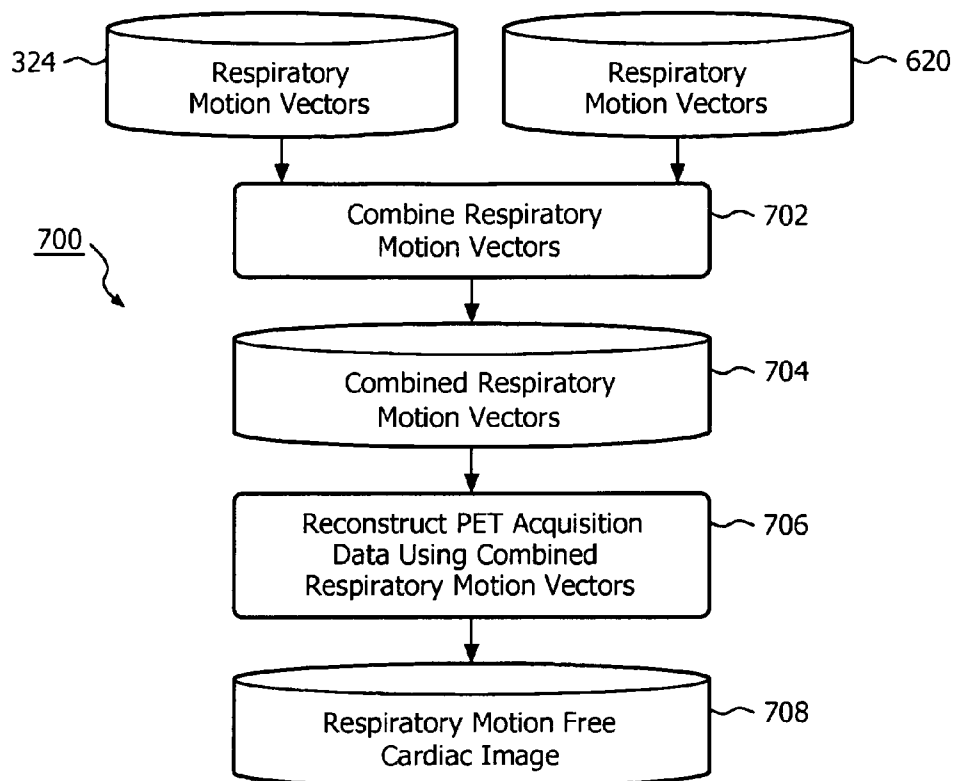 324
Respiratory
Motion Vectors
Respiratory
Motion Vectors
620
700
Combine Respiratory
Motion Vectors
702
Combined Respiratory
Motion Vectors
704
Reconstruct PET Acquisition
Data Using Combined
Respiratory Motion Vectors
706
Respiratory Motion Free
Cardiac Image
708